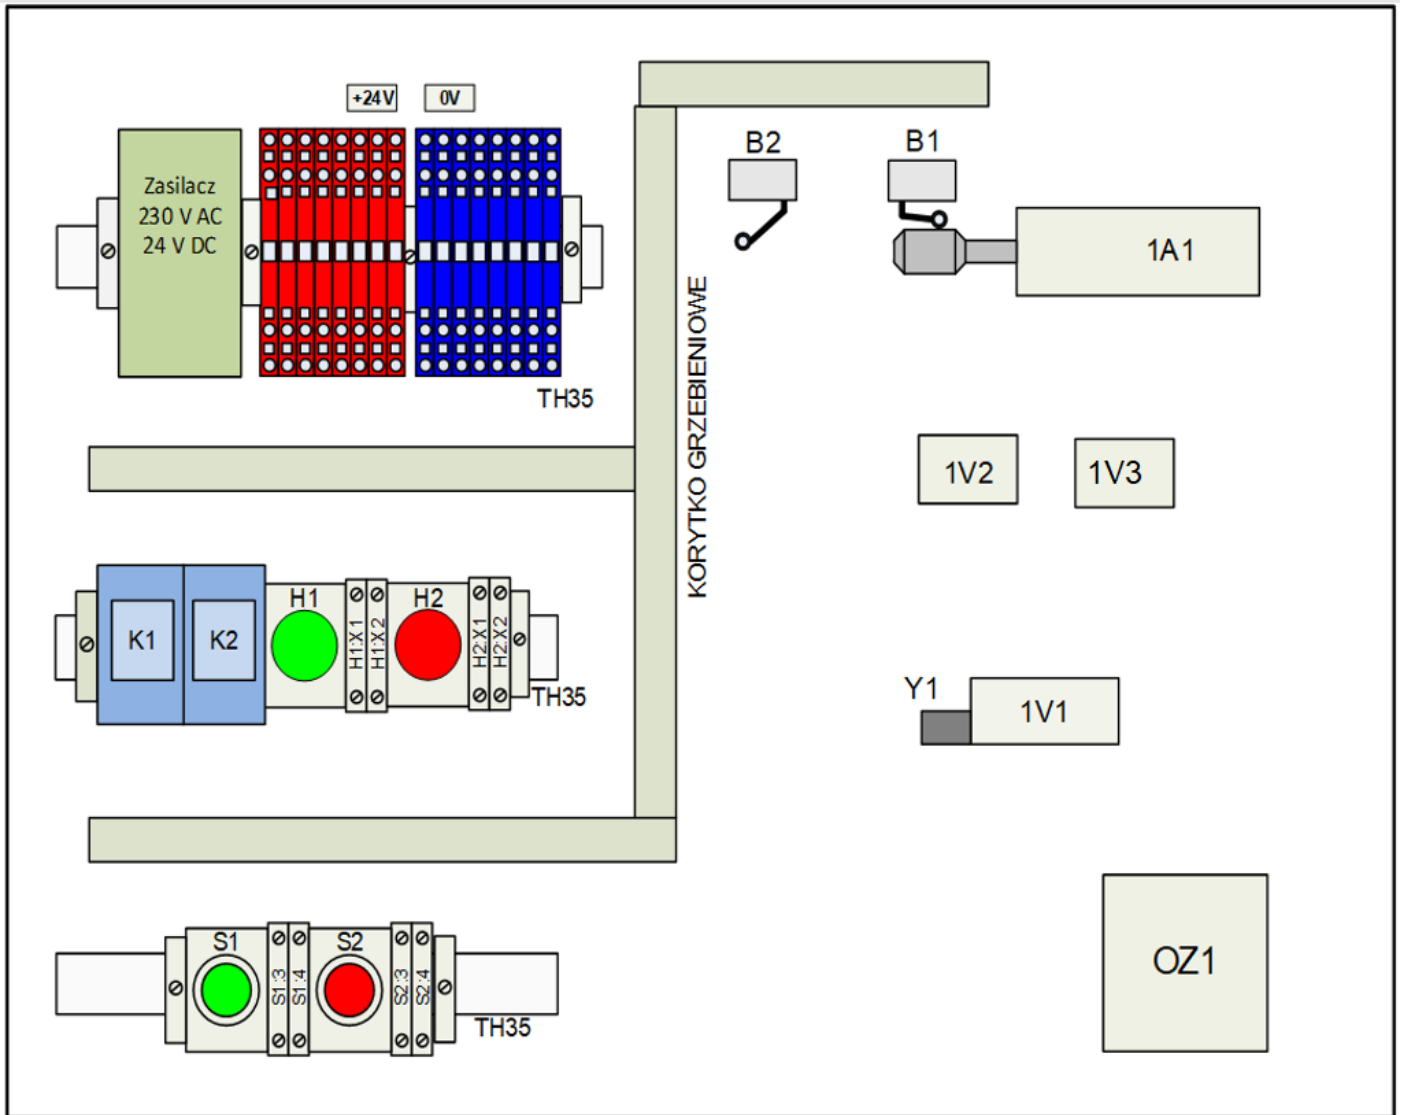 +24V
0V
Zasilacz
230 V AC
24 V DC
TH35
B2
B1
1A1
KORYTKO GRZEBIENIOWE
1V2
1V3
K1
K2
H1
H1:X1
H1:X2
H2
H2:X1
H2:X2
TH35
Y1
1V1
S1
S1:3
S1:4
S2
S2:3
S2:4
TH35
OZ1